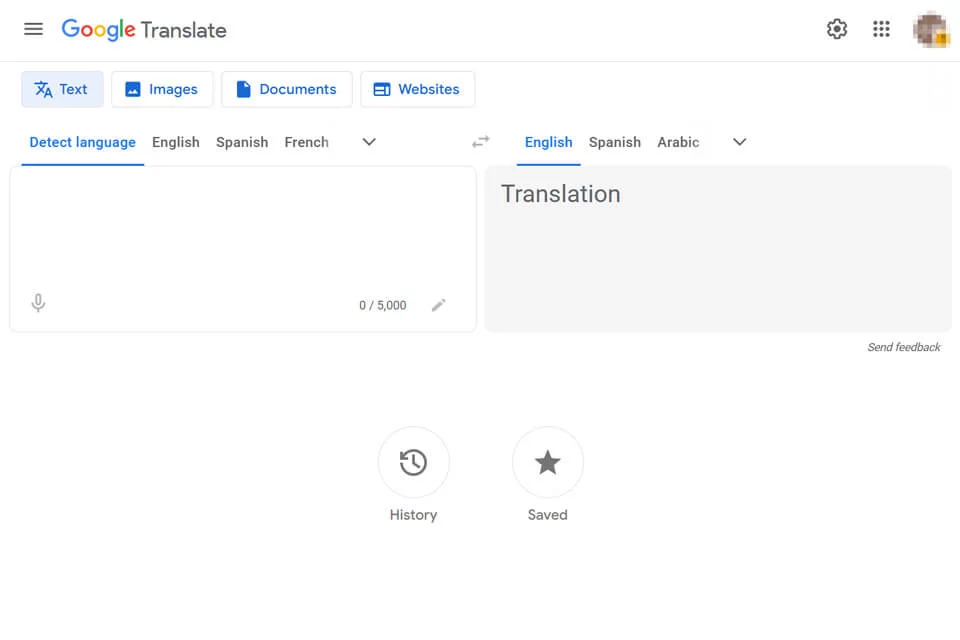 Google Translate
Text Images Documents Websites
Detect language English Spanish French English Spanish Arabic
Translation
0 / 5,000
Send feedback
History Saved